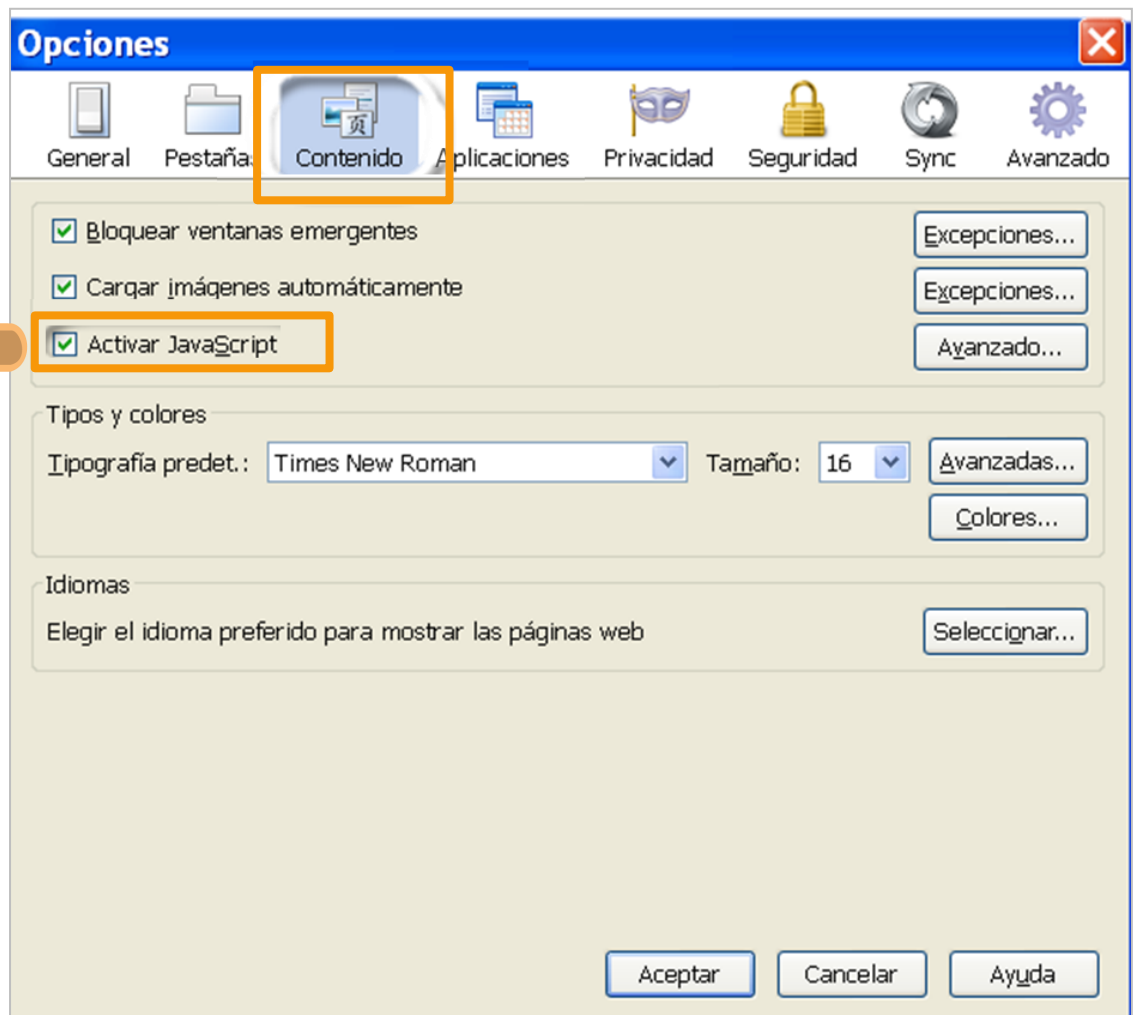 Opciones
General Pestaña Contenido Aplicaciones Privacidad Seguridad Sync Avanzado
页
Bloquear ventanas emergentes Excepciones...
Cargar imágenes automáticamente Excepciones...
Activar JavaScript Avanzado...
Tipos y colores
Tipografía predet.: Times New Roman Tamaño: 16 Avanzadas...
Colores...
Idiomas
Elegir el idioma preferido para mostrar las páginas web Seleccionar...
Aceptar Cancelar Ayuda